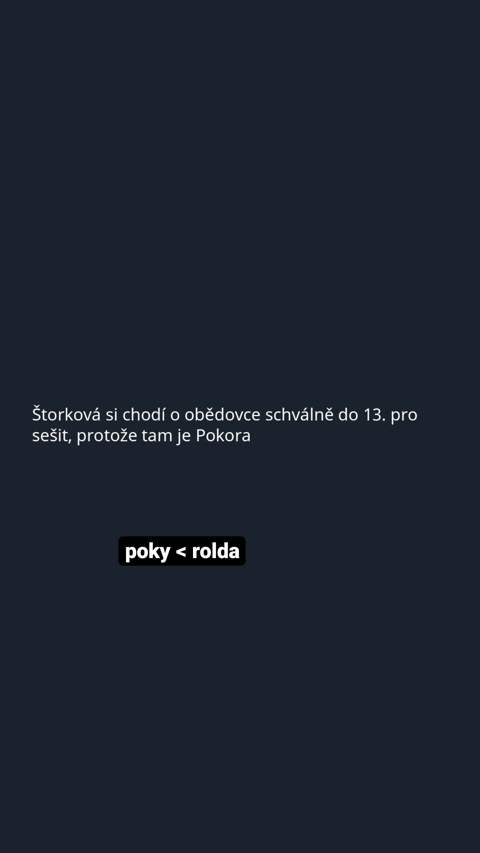 Štorková si chodí o obědovce schválně do 13. pro
sešit, protože tam je Pokora
poky < rolda